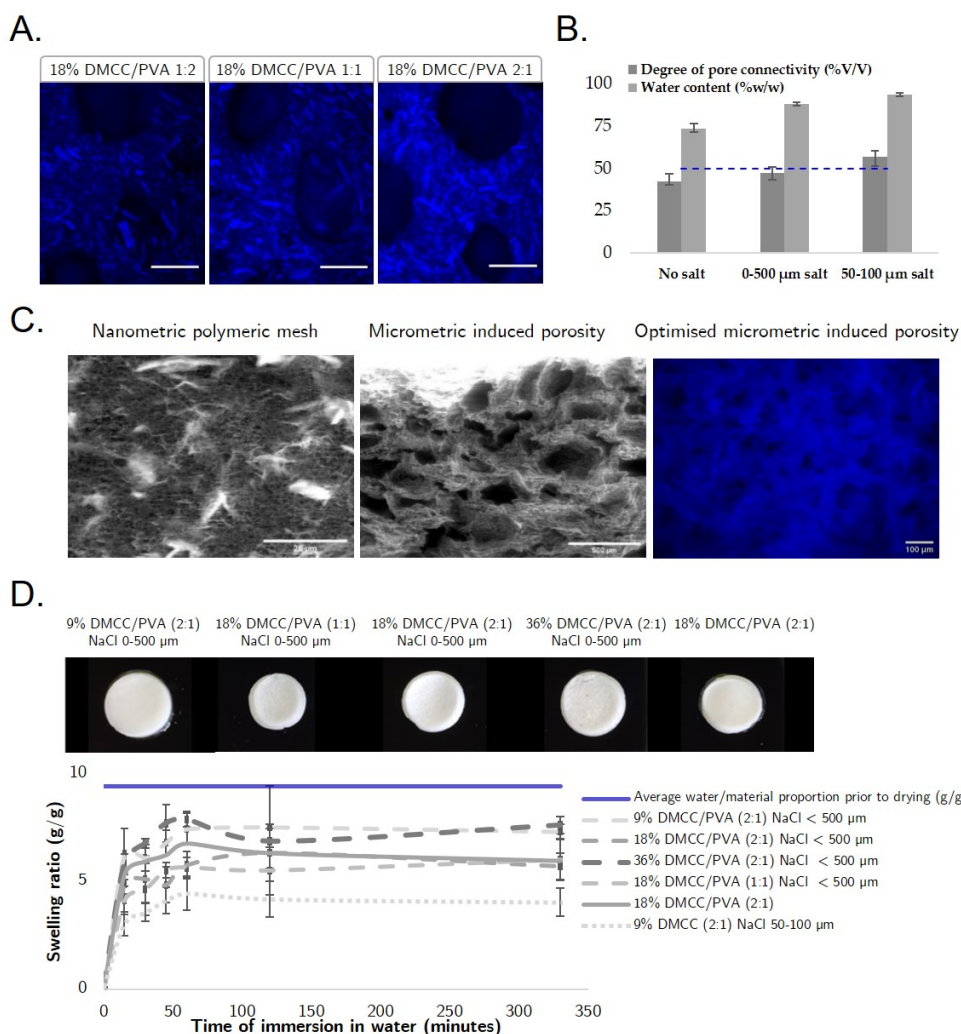 A.
18% DMCC/PVA 1:2
18% DMCC/PVA 1:1
18% DMCC/PVA 2:1
B.
Degree of pore connectivity (%V/V)
Water content (%w/w)
100
75
50
25
0
No salt
0-500 µm salt
50-100 µm salt
C.
Nanometric polymeric mesh
Micrometric induced porosity
Optimised micrometric induced porosity
500 µm
100 µm
D.
9% DMCC/PVA (2:1)
NaCl 0-500 µm
18% DMCC/PVA (1:1)
NaCl 0-500 µm
18% DMCC/PVA (2:1)
NaCl 0-500 µm
36% DMCC/PVA (2:1)
NaCl 0-500 µm
18% DMCC/PVA (2:1)
10
5
0
Swelling ratio (g/g)
0 50 100 150 200 250 300 350
Time of immersion in water (minutes)
Average water/material proportion prior to drying (g/g
9% DMCC/PVA (2:1) NaCl < 500 µm
18% DMCC/PVA (2:1) NaCl < 500 µm
36% DMCC/PVA (2:1) NaCl < 500 µm
18% DMCC/PVA (1:1) NaCl < 500 µm
18% DMCC/PVA (2:1)
9% DMCC (2:1) NaCl 50-100 µm